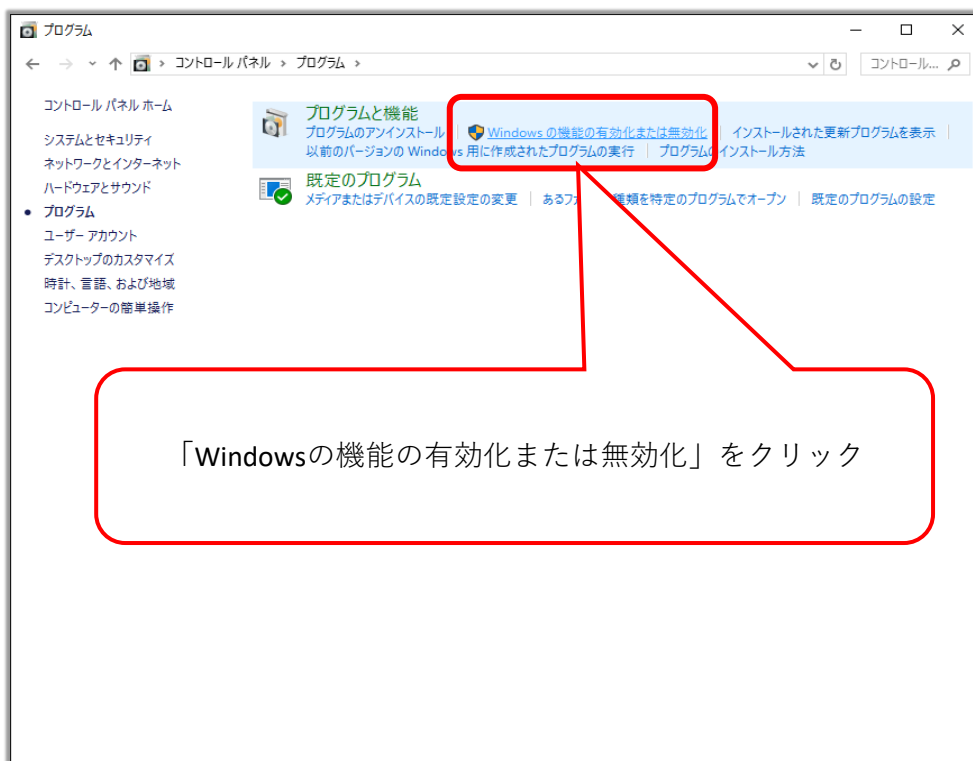 プログラム
コントロール パネル › プログラム ›
コントロール...
コントロール パネル ホーム
システムとセキュリティ
ネットワークとインターネット
ハードウェアとサウンド
プログラム
ユーザー アカウント
デスクトップのカスタマイズ
時計、言語、および地域
コンピューターの簡単操作
プログラムと機能
プログラムのアンインストール Windows の機能の有効化または無効化 インストールされた更新プログラムを表示
以前のバージョンの Windows 用に作成されたプログラムの実行 プログラムのインストール方法
既定のプログラム
メディアまたはデバイスの既定設定の変更 あるファ 種類を特定のプログラムでオープン 既定のプログラムの設定
「Windowsの機能の有効化または無効化」をクリック